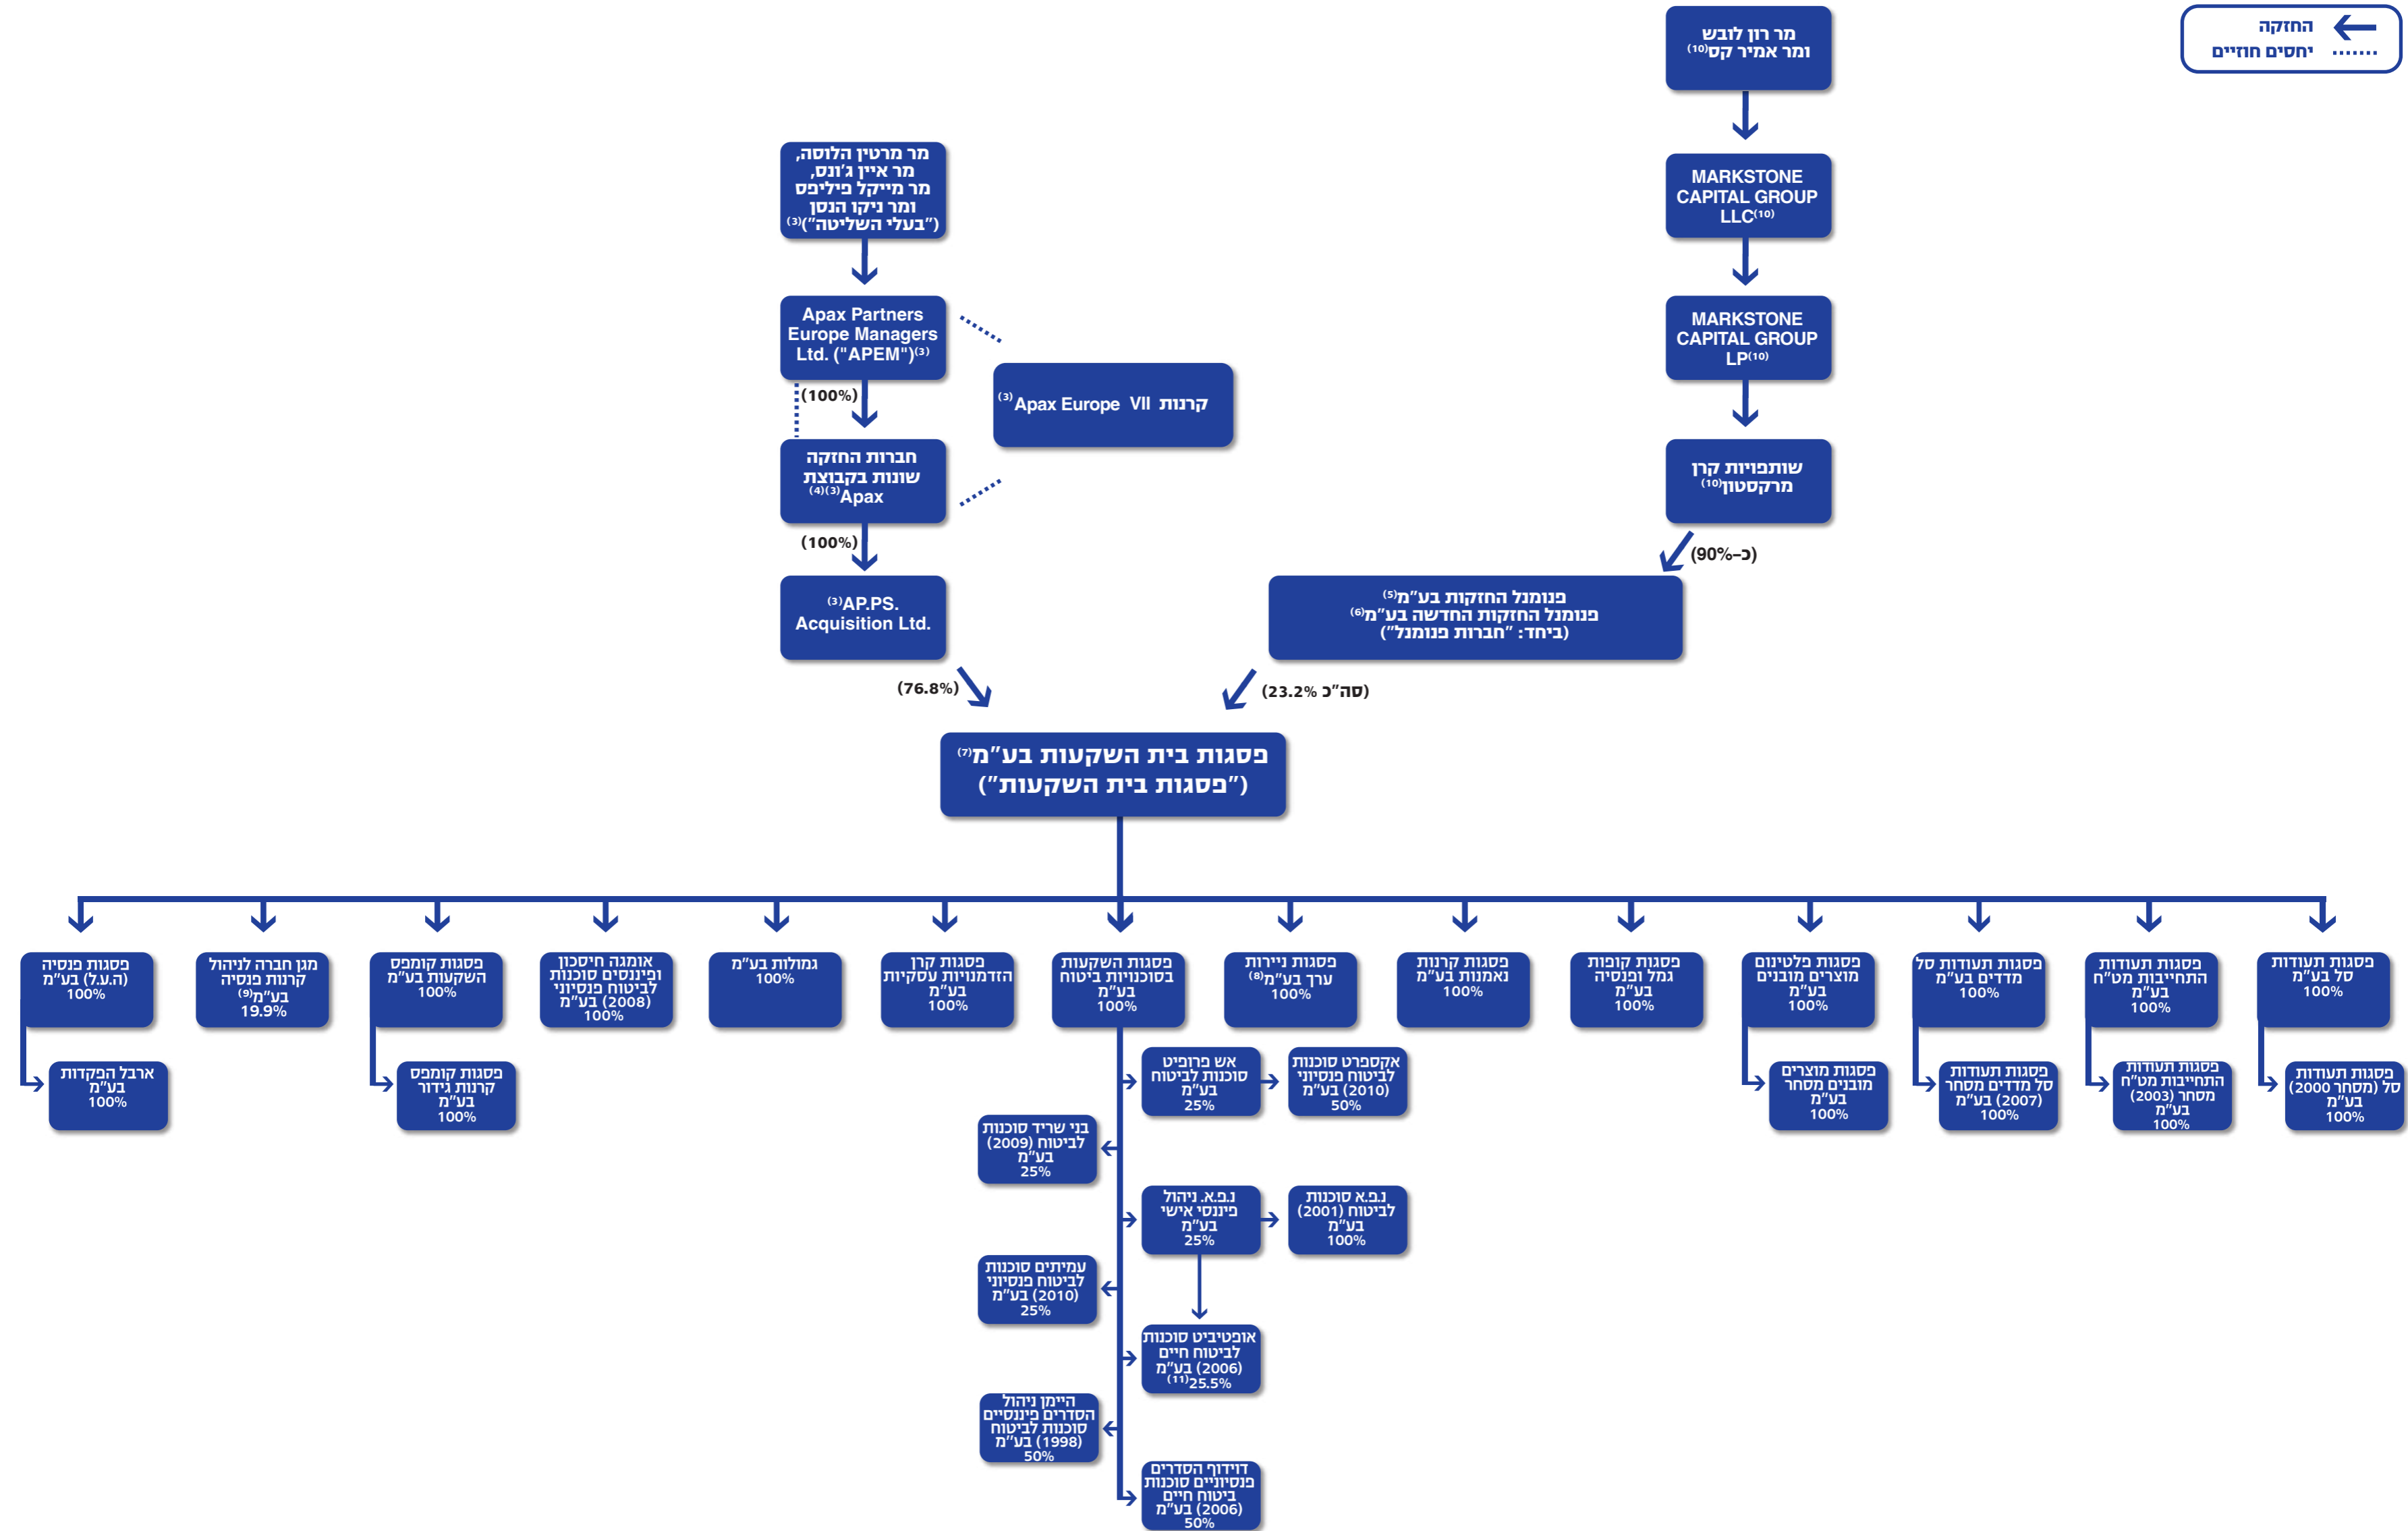 החזקה
יחסים חוזיים
מר רון לובש
ומר אמיר קס(10)
MARKSTONE
CAPITAL GROUP
LLC(10)
MARKSTONE
CAPITAL GROUP
LP(10)
שותפויות קרן
מרקסטון(10)
(כ-90%)
פנומנל החזקות בע"מ(5)
פנומנל החזקות החדשה בע"מ(6)
(ביחד: "חברות פנומנל")
(סה"כ 23.2%)
מר מרטין הלוסה,
מר איין ג'ונס,
מר מייקל פיליפס
ומר ניקו הנסן
("בעלי השליטה")(3)
Apax Partners
Europe Managers
Ltd. ("APEM")(3)
(100%)
קרנות Apax Europe VII(3)
חברות החזקה
שונות בקבוצת
Apax(3)(4)
(100%)
AP.PS.(3)
Acquisition Ltd.
(76.8%)
פסגות בית השקעות בע"מ(7)
("פסגות בית השקעות")
פסגות תעודות
סל בע"מ
100%
פסגות תעודות
התחייבות מט"ח
בע"מ
100%
פסגות תעודות סל
מדדים בע"מ
100%
פסגות פלטינום
מוצרים מובנים
בע"מ
100%
פסגות קופות
גמל ופנסיה
בע"מ
100%
פסגות קרנות
נאמנות בע"מ
100%
פסגות ניירות
ערך בע"מ(8)
100%
פסגות השקעות
בסוכנויות ביטוח
בע"מ
100%
פסגות קרן
הזדמנויות עסקיות
בע"מ
100%
גמולות בע"מ
100%
אומגה חיסכון
ופיננסים סוכנות
לביטוח פנסיוני
(2008) בע"מ
100%
פסגות קומפס
השקעות בע"מ
100%
מגן חברה לניהול
קרנות פנסיה
בע"מ(9)
19.9%
פסגות פנסיה
(ה.ע.ל) בע"מ
100%
פסגות תעודות
סל (מסחר 2000)
בע"מ
100%
פסגות תעודות
התחייבות מט"ח
מסחר (2003)
בע"מ
100%
פסגות תעודות
סל מדדים מסחר
(2007) בע"מ
100%
פסגות מוצרים
מובנים מסחר
בע"מ
100%
אקספרט סוכנות
לביטוח פנסיוני
(2010) בע"מ
50%
אש פרופיט
סוכנות לביטוח
בע"מ
25%
פסגות קומפס
קרנות גידור
בע"מ
100%
ארבל הפקדות
בע"מ
100%
בני שריד סוכנות
לביטוח (2009)
בע"מ
25%
נ.פ.א סוכנות
לביטוח (2001)
בע"מ
100%
נ.פ.א. ניהול
פיננסי אישי
בע"מ
25%
עמיתים סוכנות
לביטוח פנסיוני
(2010) בע"מ
25%
אופטיביט סוכנות
לביטוח חיים
(2006) בע"מ
25.5%(11)
היימן ניהול
הסדרים פיננסיים
סוכנות לביטוח
(1998) בע"מ
50%
דוידוף הסדרים
פנסיוניים סוכנות
ביטוח חיים
(2006) בע"מ
50%